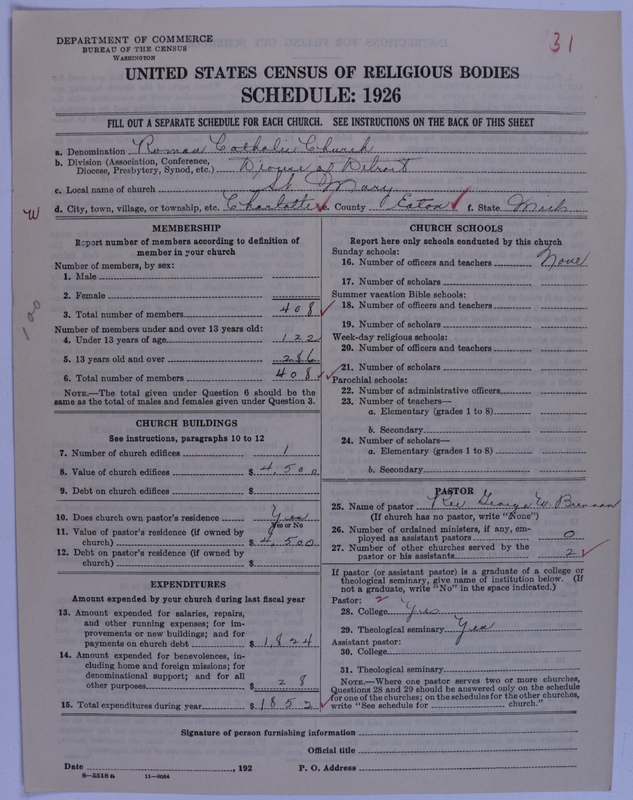 DEPARTMENT OF COMMERCE
BUREAU OF THE CENSUS
WASHINGTON
31
UNITED STATES CENSUS OF RELIGIOUS BODIES
SCHEDULE: 1926
FILL OUT A SEPARATE SCHEDULE FOR EACH CHURCH. SEE INSTRUCTIONS ON THE BACK OF THIS SHEET
a. Denomination Roman Catholic Church
b. Division (Association, Conference, Diocese, Presbytery, Synod, etc.) Diocese of Detroit
c. Local name of church St. Mary
W d. City, town, village, or township, etc. Charlotte e. County Eaton f. State Mich
100
MEMBERSHIP
Report number of members according to definition of
member in your church
Number of members, by sex:
1. Male
2. Female
3. Total number of members 408
Number of members under and over 13 years old:
4. Under 13 years of age 122
5. 13 years old and over 286
6. Total number of members 408
NOTE.—The total given under Question 6 should be
same as the total of males and females given under Question 3.
CHURCH BUILDINGS
See instructions, paragraphs 10 to 12
7. Number of church edifices 1
8. Value of church edifices $ 4,500
9. Debt on church edifices $
10. Does church own pastor's residence Yes
Yes or No
11. Value of pastor's residence (if owned by
church) $ 4,500
12. Debt on pastor's residence (if owned by
church) $
EXPENDITURES
Amount expended by your church during last fiscal year
13. Amount expended for salaries, repairs,
and other running expenses; for im-
provements or new buildings; and for
payments on church debt $ 1,824
14. Amount expended for benevolences, in-
cluding home and foreign missions; for
denominational support; and for all
other purposes $ 28
15. Total expenditures during year $ 1852
CHURCH SCHOOLS
Report here only schools conducted by this church
Sunday schools:
16. Number of officers and teachers None
17. Number of scholars
Summer vacation Bible schools:
18. Number of officers and teachers
19. Number of scholars
Week-day religious schools:
20. Number of officers and teachers
21. Number of scholars
Parochial schools:
22. Number of administrative officers
23. Number of teachers—
a. Elementary (grades 1 to 8)
b. Secondary
24. Number of scholars—
a. Elementary (grades 1 to 8)
b. Secondary
PASTOR
25. Name of pastor Rev George W. Brennan
(If church has no pastor, write "None")
26. Number of ordained ministers, if any, em-
ployed as assistant pastors 0
27. Number of other churches served by the
pastor or his assistants 2
If pastor (or assistant pastor) is a graduate of a college or
theological seminary, give name of institution below. (If
not a graduate, write "No" in the space indicated.)
Pastor: 2
28. College Yes
29. Theological seminary Yes
Assistant pastor:
30. College
31. Theological seminary
NOTE.—Where one pastor serves two or more churches,
Questions 28 and 29 should be answered only on the schedule
for one of the churches; on the schedules for the other churches,
write "See schedule for church."
Signature of person furnishing information
Official title
Date , 192 P. O. Address
8—5516a 11—9034